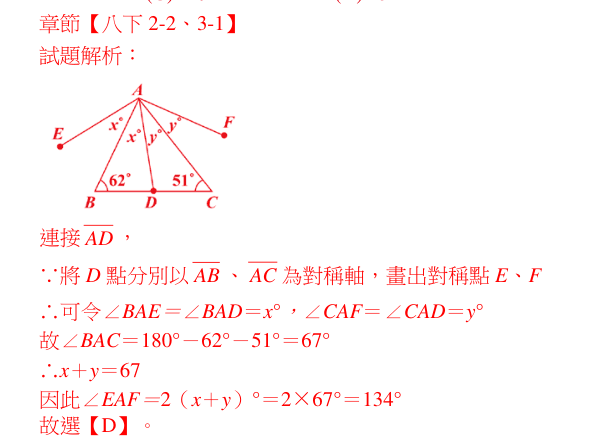 章節【八下 2-2、3-1】
試題解析：
A
E
F
x°
x°
y°
y°
62°
51°
B
D
C
連接 AD ，
∵將 D 點分別以 AB 、 AC 為對稱軸，畫出對稱點 E、F
∴可令∠BAE＝∠BAD＝x°，∠CAF＝∠CAD＝y°
故∠BAC＝180°－62°－51°＝67°
∴x＋y＝67
因此∠EAF＝2（x＋y）°＝2×67°＝134°
故選【D】。